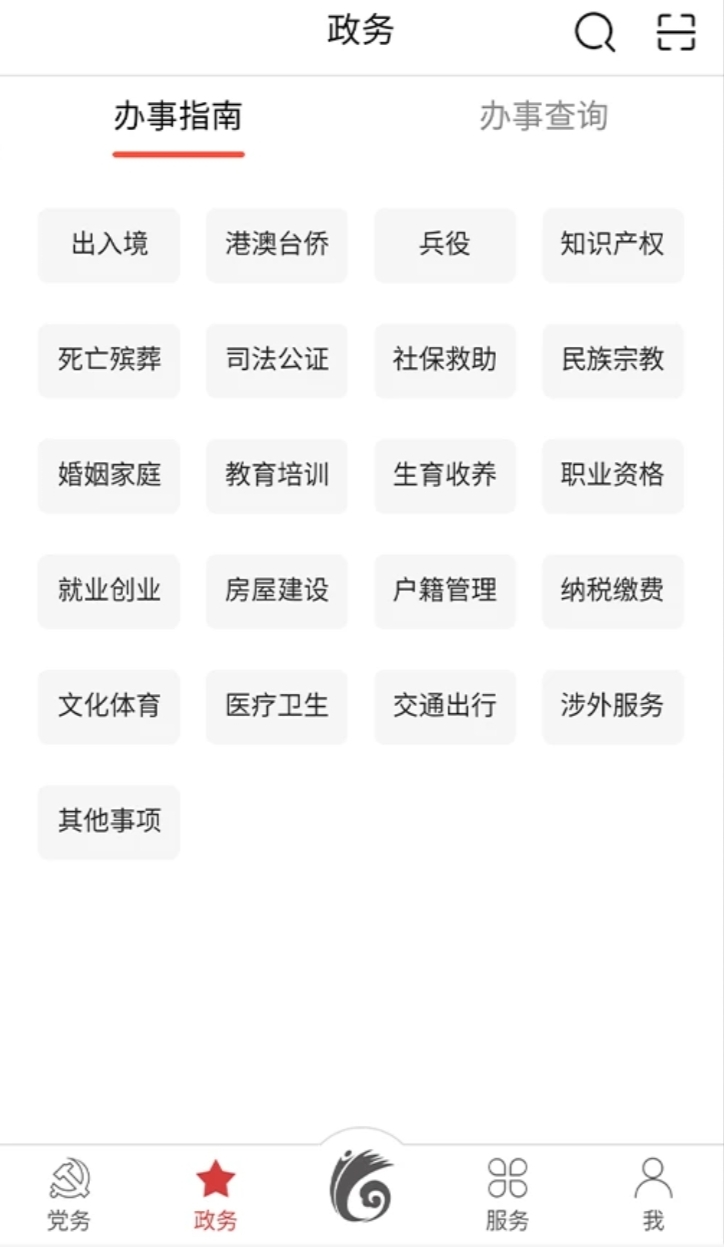 政务
办事指南 办事查询
出入境 港澳台侨 兵役 知识产权
死亡殡葬 司法公证 社保救助 民族宗教
婚姻家庭 教育培训 生育收养 职业资格
就业创业 房屋建设 户籍管理 纳税缴费
文化体育 医疗卫生 交通出行 涉外服务
其他事项
党务 政务 服务 我